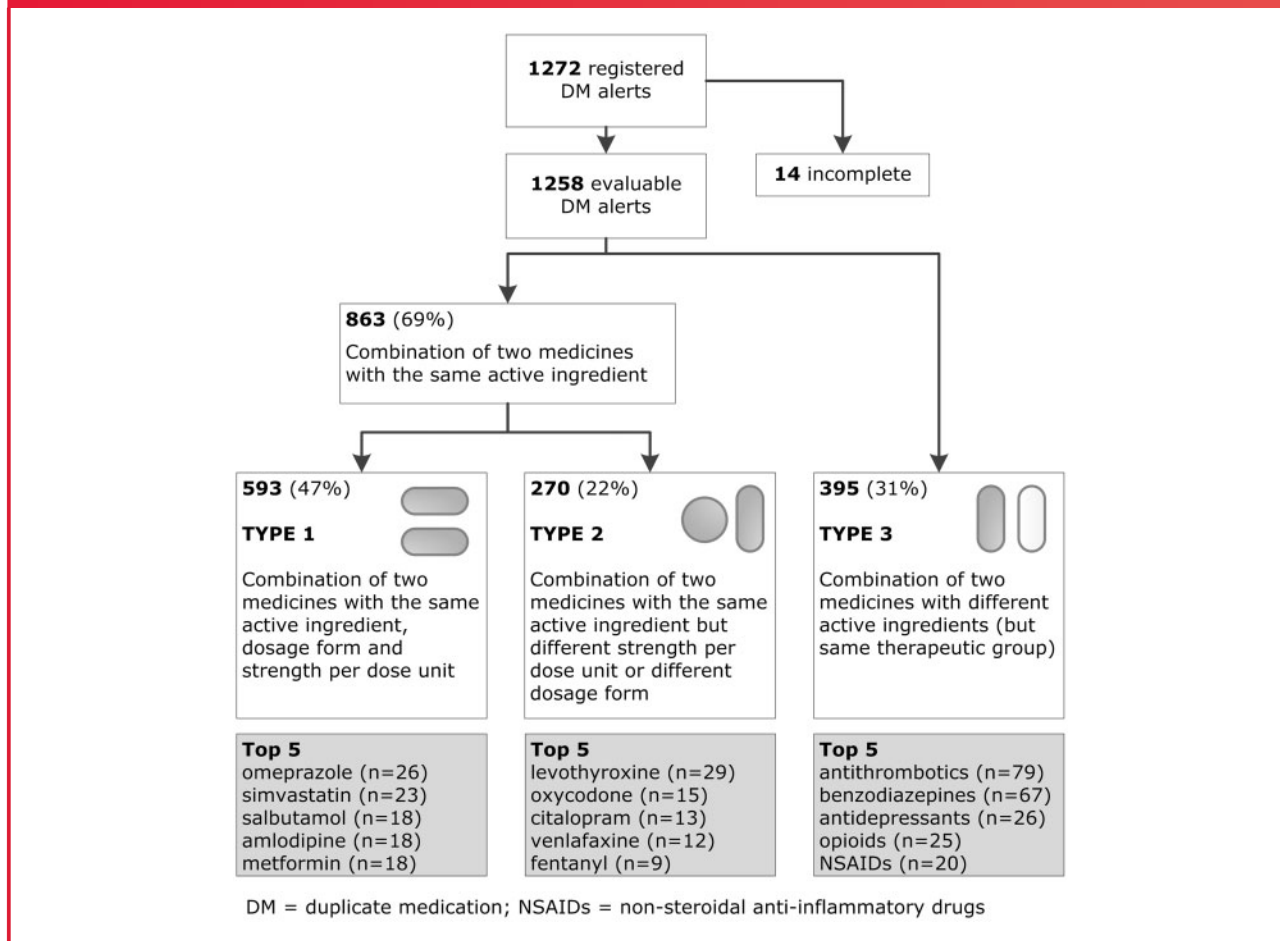 1272 registered
DM alerts
14 incomplete
1258 evaluable
DM alerts
863 (69%)
Combination of two medicines
with the same active ingredient
593 (47%)
TYPE 1
Combination of two
medicines with the same
active ingredient,
dosage form and
strength per dose unit
270 (22%)
TYPE 2
Combination of two
medicines with the same
active ingredient but
different strength per
dose unit or different
dosage form
395 (31%)
TYPE 3
Combination of two
medicines with different
active ingredients (but
same therapeutic group)
Top 5
omeprazole (n=26)
simvastatin (n=23)
salbutamol (n=18)
amlodipine (n=18)
metformin (n=18)
Top 5
levothyroxine (n=29)
oxycodone (n=15)
citalopram (n=13)
venlafaxine (n=12)
fentanyl (n=9)
Top 5
antithrombotics (n=79)
benzodiazepines (n=67)
antidepressants (n=26)
opioids (n=25)
NSAIDs (n=20)
DM = duplicate medication; NSAIDs = non-steroidal anti-inflammatory drugs